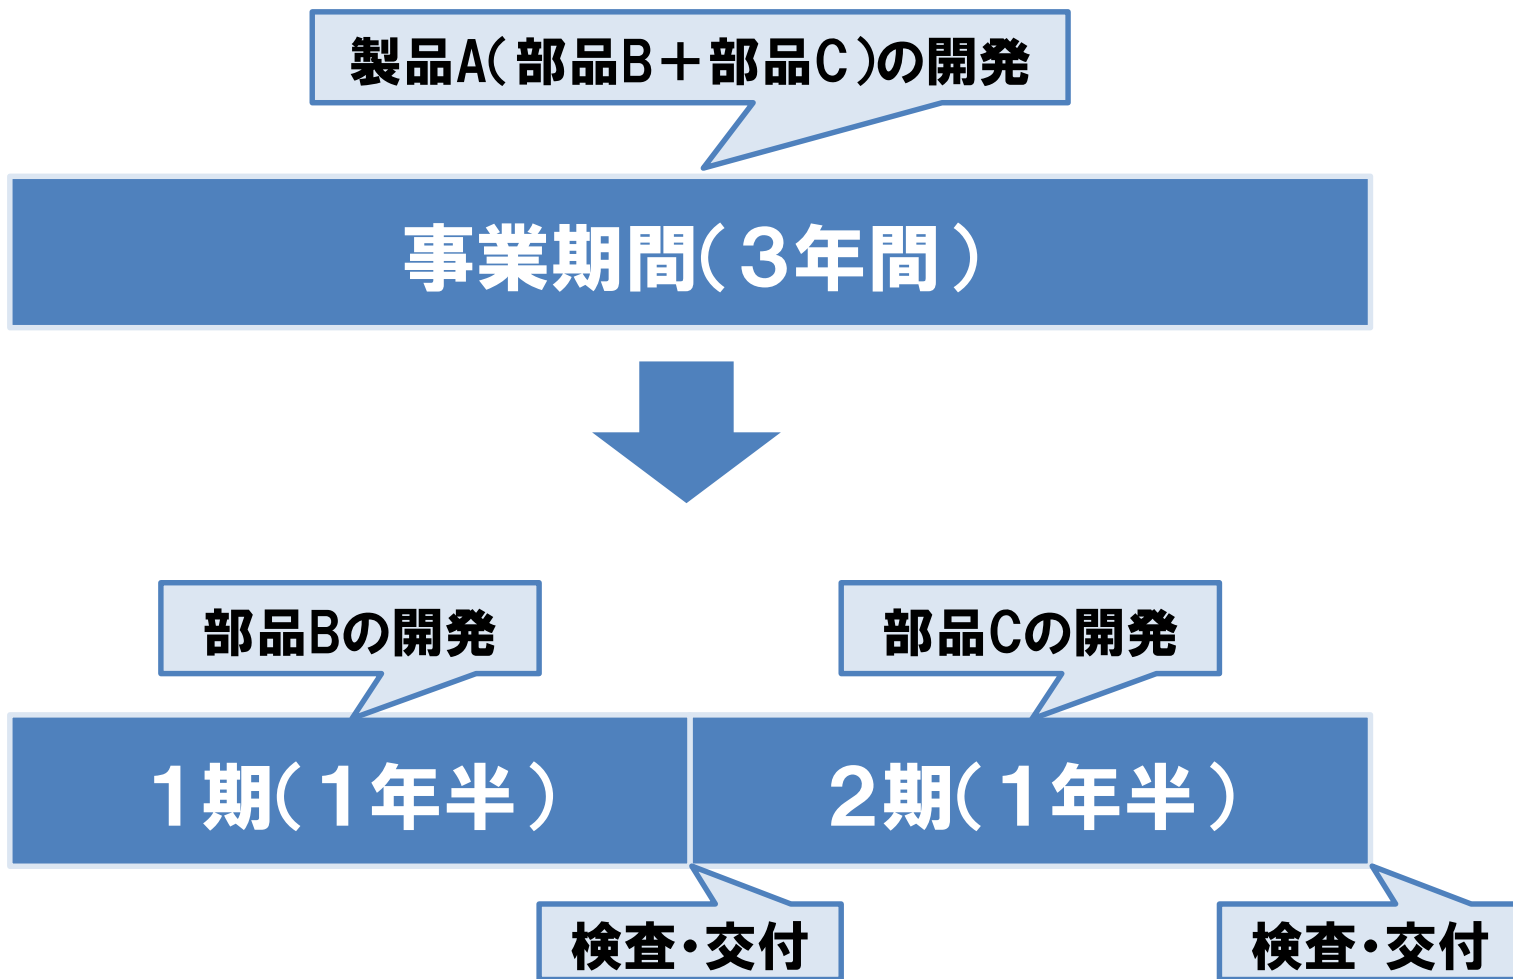 製品A(部品B＋部品C)の開発
事業期間(３年間)
部品Bの開発
部品Cの開発
１期(１年半)
２期(１年半)
検査・交付
検査・交付